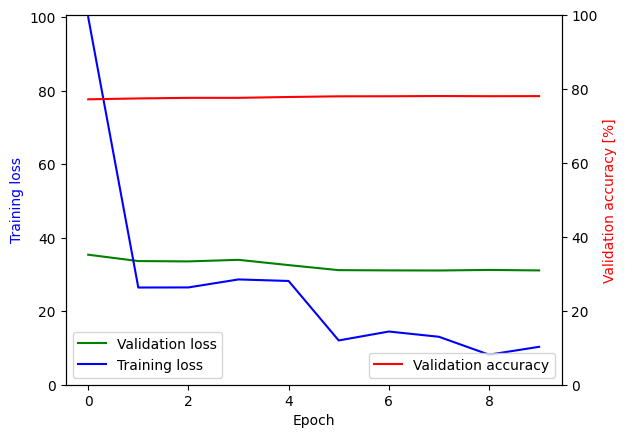 100
80
60
40
20
0
Training loss
100
80
60
40
20
0
Validation accuracy [%]
Validation loss
Training loss
Validation accuracy
0 2 4 6 8
Epoch